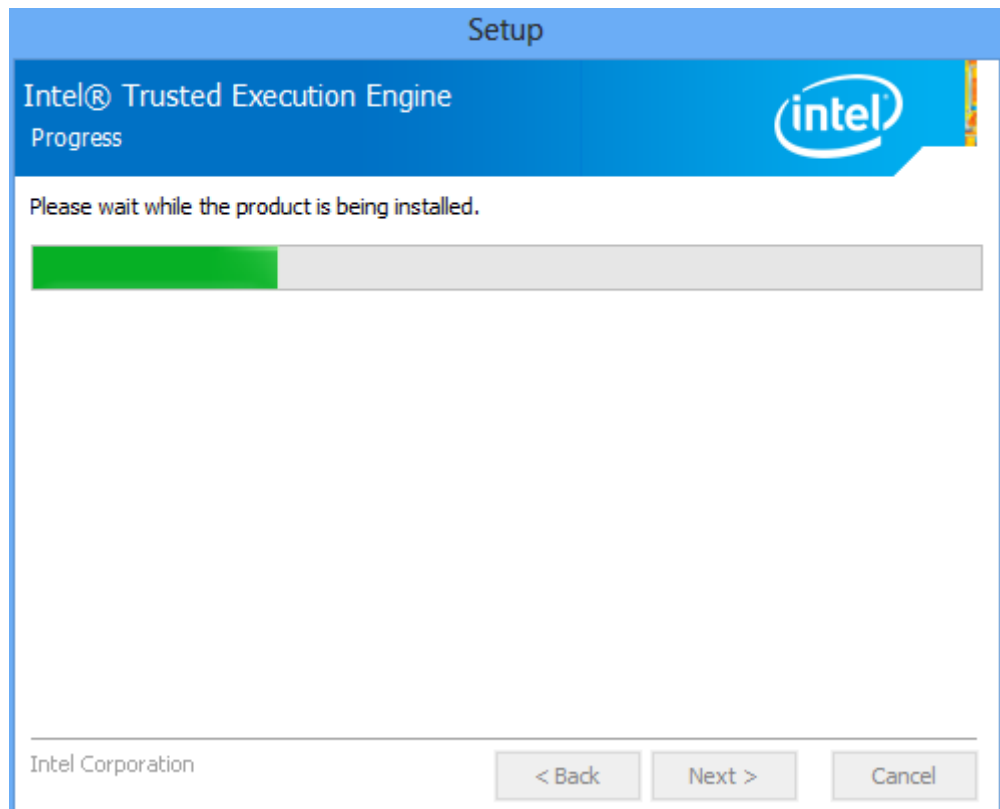 Setup
Intel® Trusted Execution Engine
Progress
intel
Please wait while the product is being installed.
Intel Corporation
< Back Next > Cancel